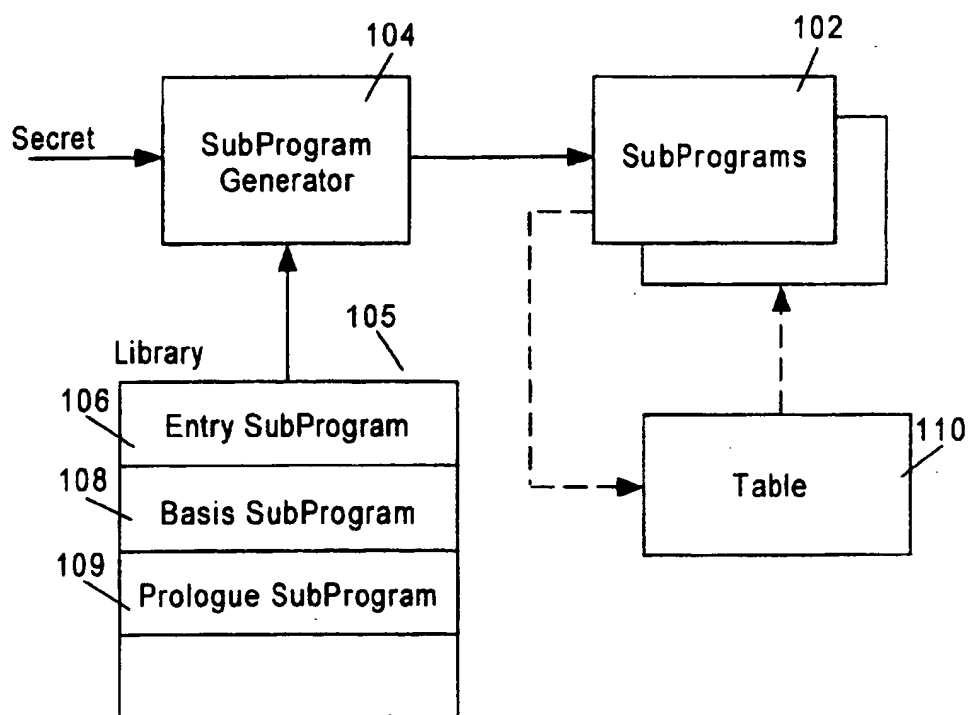 104
102
Secret
SubProgram
Generator
SubPrograms
105
Library
106
Entry SubProgram
110
108
Basis SubProgram
Table
109
Prologue SubProgram